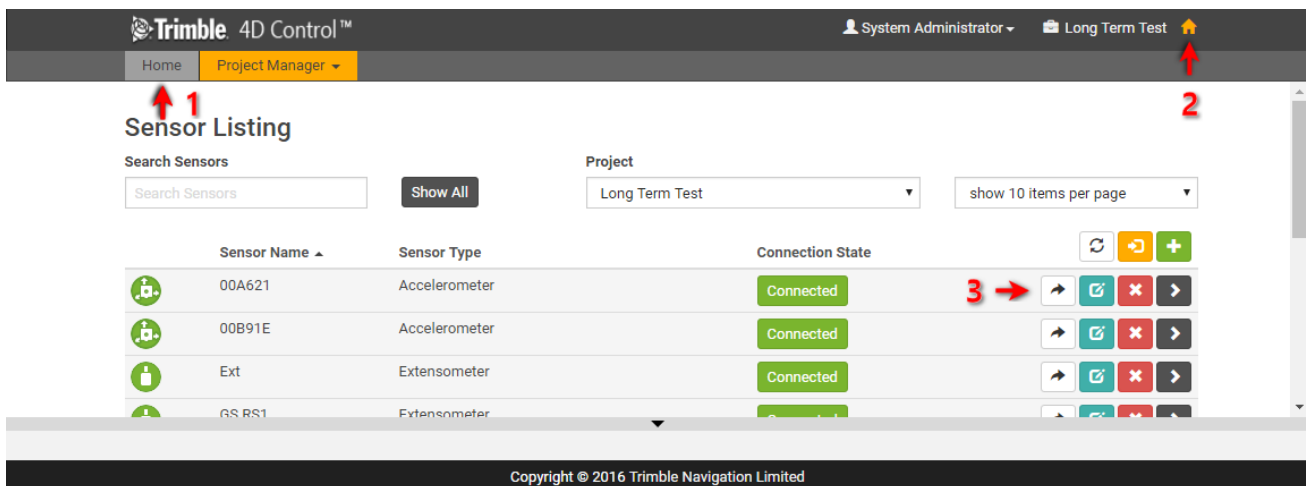 Trimble. 4D Control™ System Administrator Long Term Test
Home Project Manager
1 2
Sensor Listing
Search Sensors Project
Search Sensors Show All Long Term Test show 10 items per page
Sensor Name Sensor Type Connection State
00A621 Accelerometer Connected 3
00B91E Accelerometer Connected
Ext Extensometer Connected
GS RS1 Extensometer
Copyright © 2016 Trimble Navigation Limited